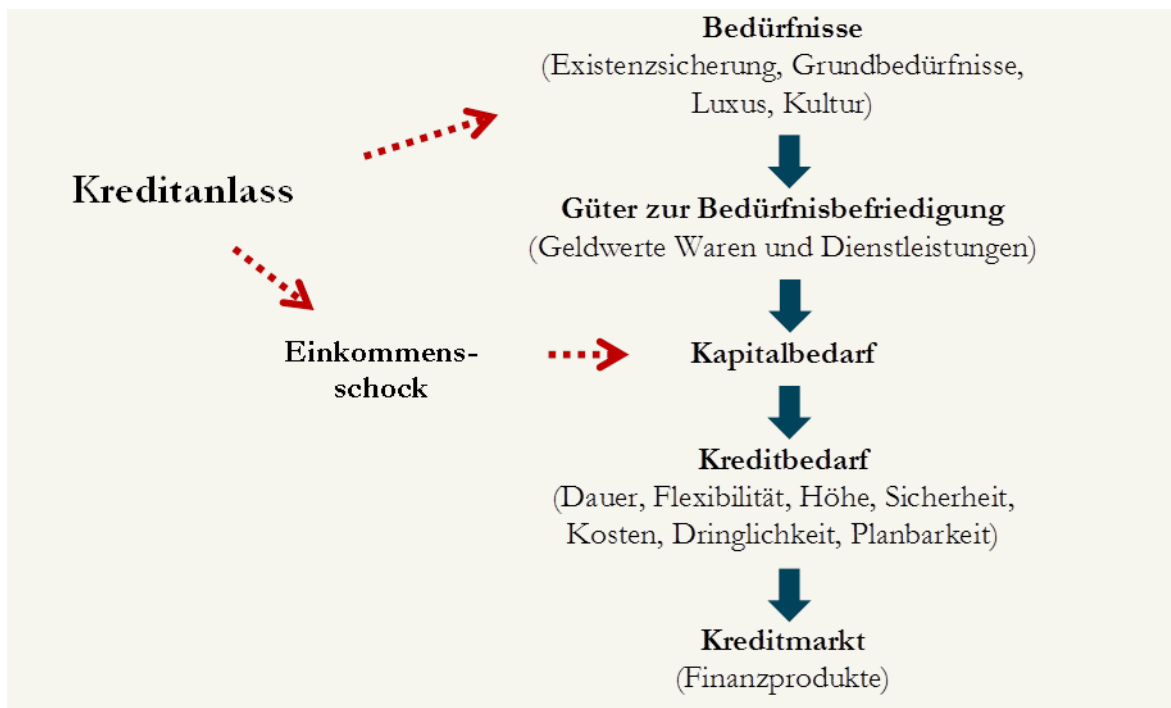 Bedürfnisse
(Existenzsicherung, Grundbedürfnisse,
Luxus, Kultur)
Kreditanlass
Güter zur Bedürfnisbefriedigung
(Geldwerte Waren und Dienstleistungen)
Einkommens-
schock
Kapitalbedarf
Kreditbedarf
(Dauer, Flexibilität, Höhe, Sicherheit,
Kosten, Dringlichkeit, Planbarkeit)
Kreditmarkt
(Finanzprodukte)